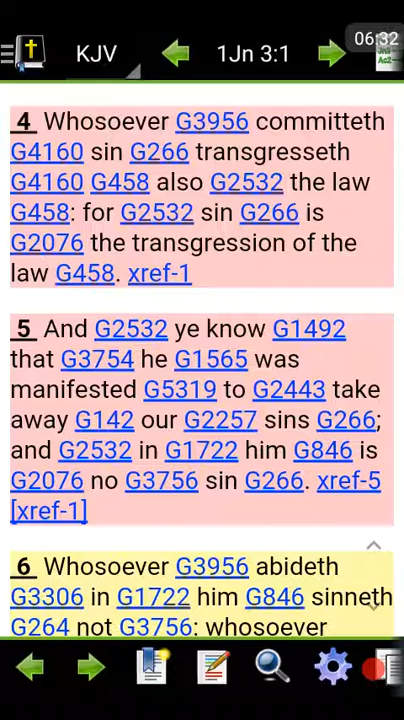 KJV
1Jn 3:1
06:32
4 Whosoever G3956 committeth
G4160 sin G266 transgresseth
G4160 G458 also G2532 the law
G458: for G2532 sin G266 is
G2076 the transgression of the
law G458. xref-1
5 And G2532 ye know G1492
that G3754 he G1565 was
manifested G5319 to G2443 take
away G142 our G2257 sins G266;
and G2532 in G1722 him G846 is
G2076 no G3756 sin G266. xref-5
[xref-1]
6 Whosoever G3956 abideth
G3306 in G1722 him G846 sinneth
G264 not G3756: whosoever